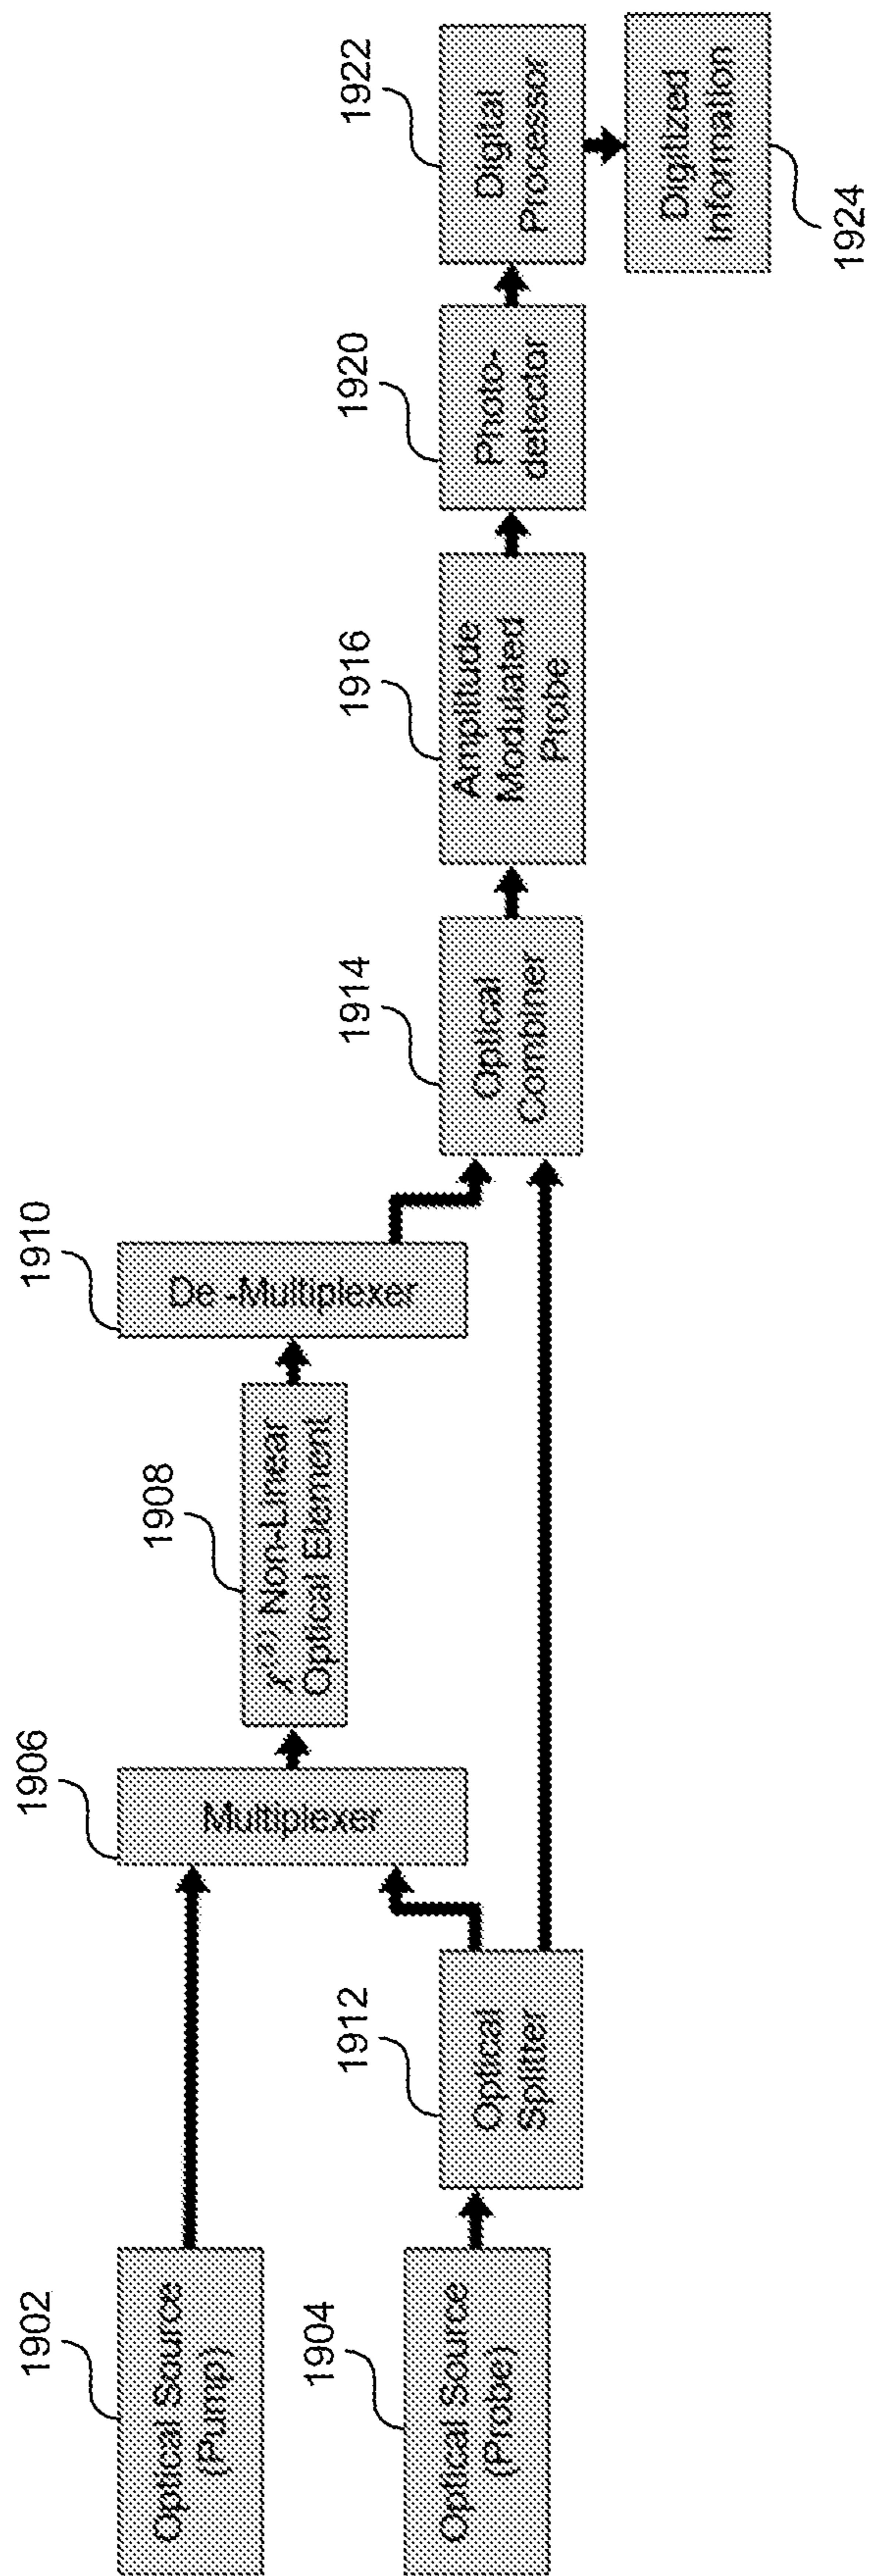 1902
Optical Source
(Pump)
1904
Optical Source
(Probe)
1912
Optical
Splitter
1906
Multiplexer
1908
Non-Linear
Optical Element
1910
De-Multiplexer
1914
Optical
Combiner
1916
Amplitude
Modulated
Probe
1920
Photo-
detector
1922
Digital
Processor
Digitized
Information
1924